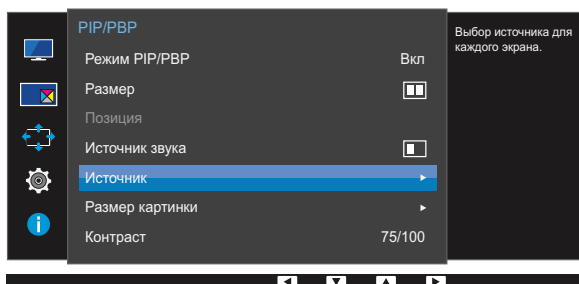 PIP/PBP
Режим PIP/PBP Вкл
Размер
Позиция
Источник звука
Источник
Размер картинки
Контраст 75/100
Выбор источника для
каждого экрана.